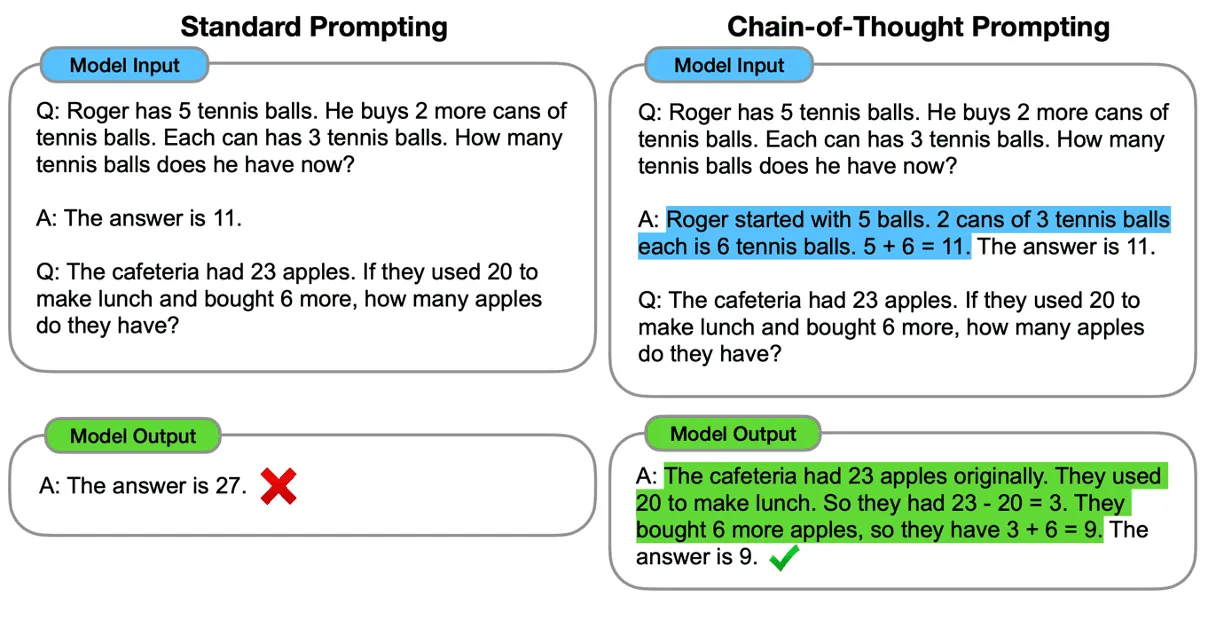 Standard Prompting
Model Input
Q: Roger has 5 tennis balls. He buys 2 more cans of
tennis balls. Each can has 3 tennis balls. How many
tennis balls does he have now?
A: The answer is 11.
Q: The cafeteria had 23 apples. If they used 20 to
make lunch and bought 6 more, how many apples
do they have?
Model Output
A: The answer is 27.
Chain-of-Thought Prompting
Model Input
Q: Roger has 5 tennis balls. He buys 2 more cans of
tennis balls. Each can has 3 tennis balls. How many
tennis balls does he have now?
A: Roger started with 5 balls. 2 cans of 3 tennis balls
each is 6 tennis balls. 5 + 6 = 11. The answer is 11.
Q: The cafeteria had 23 apples. If they used 20 to
make lunch and bought 6 more, how many apples
do they have?
Model Output
A: The cafeteria had 23 apples originally. They used
20 to make lunch. So they had 23 - 20 = 3. They
bought 6 more apples, so they have 3 + 6 = 9. The
answer is 9.